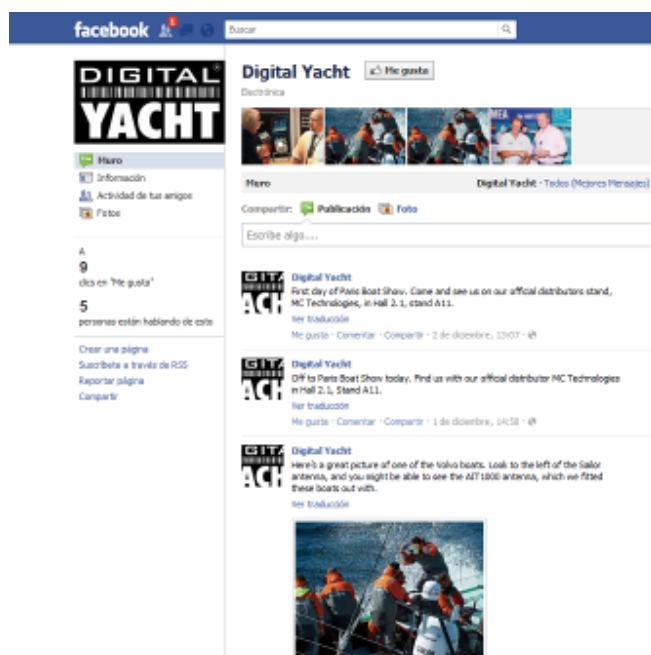 facebook
1
Buscar
DIGITAL
YACHT
Digital Yacht
Me gusta
Electrónica
Muro
Información
Actividad de tus amigos
Fotos
A
9
clics en "Me gusta"
5
personas están hablando de esto
Crear una página
Suscríbete a través de RSS
Reportar página
Compartir
Muro
Digital Yacht · Todos (Mejores Mensajes)
Compartir: Publicación Foto
Escribe algo....
Digital Yacht
First day of Paris Boat Show. Come and see us on our official distributors stand,
MC Technologies, in Hall 2.1, stand A11.
Ver traducción
Me gusta · Comentar · Compartir · 2 de diciembre, 13:07 ·
Digital Yacht
Off to Paris Boat Show today. Find us with our official distributor MC Technologies
in Hall 2.1, Stand A11.
Ver traducción
Me gusta · Comentar · Compartir · 1 de diciembre, 14:58 ·
Digital Yacht
Here's a great picture of one of the Volvo boats. Look to the left of the Sailor
antenna, and you might be able to see the AIT1800 antenna, which we fitted
these boats out with.
Ver traducción